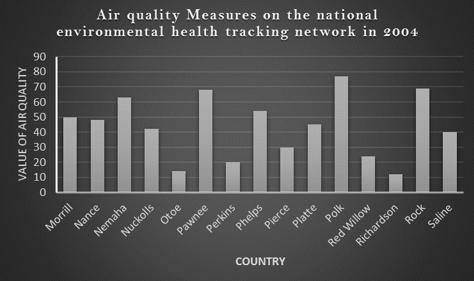 Air quality Measures on the national
environmental health tracking network in 2004
VALUE OF AIR QUALITY
90
80
70
60
50
40
30
20
10
0
Morrill
Nance
Nemaha
Nuckolls
Otoe
Pawnee
Perkins
Phelps
Pierce
Platte
Polk
Red Willow
Richardson
Rock
Saline
COUNTRY